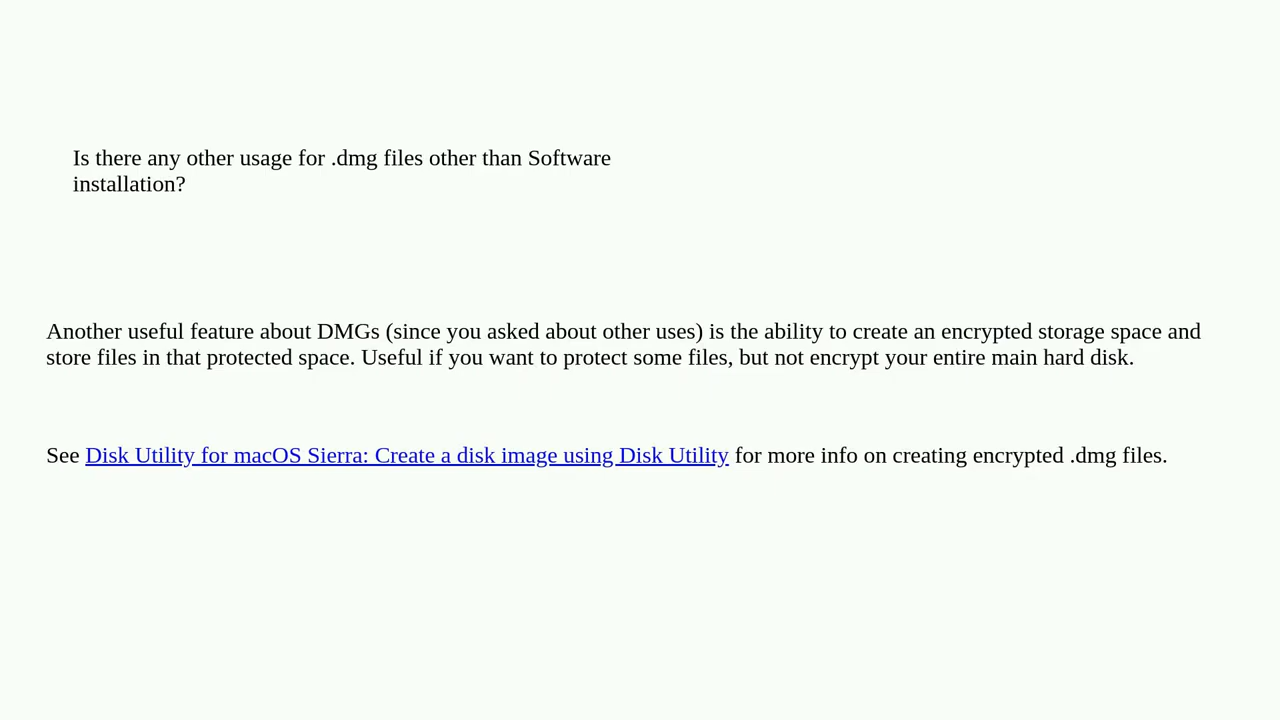 Is there any other usage for .dmg files other than Software
installation?
Another useful feature about DMGs (since you asked about other uses) is the ability to create an encrypted storage space and
store files in that protected space. Useful if you want to protect some files, but not encrypt your entire main hard disk.
See Disk Utility for macOS Sierra: Create a disk image using Disk Utility for more info on creating encrypted .dmg files.